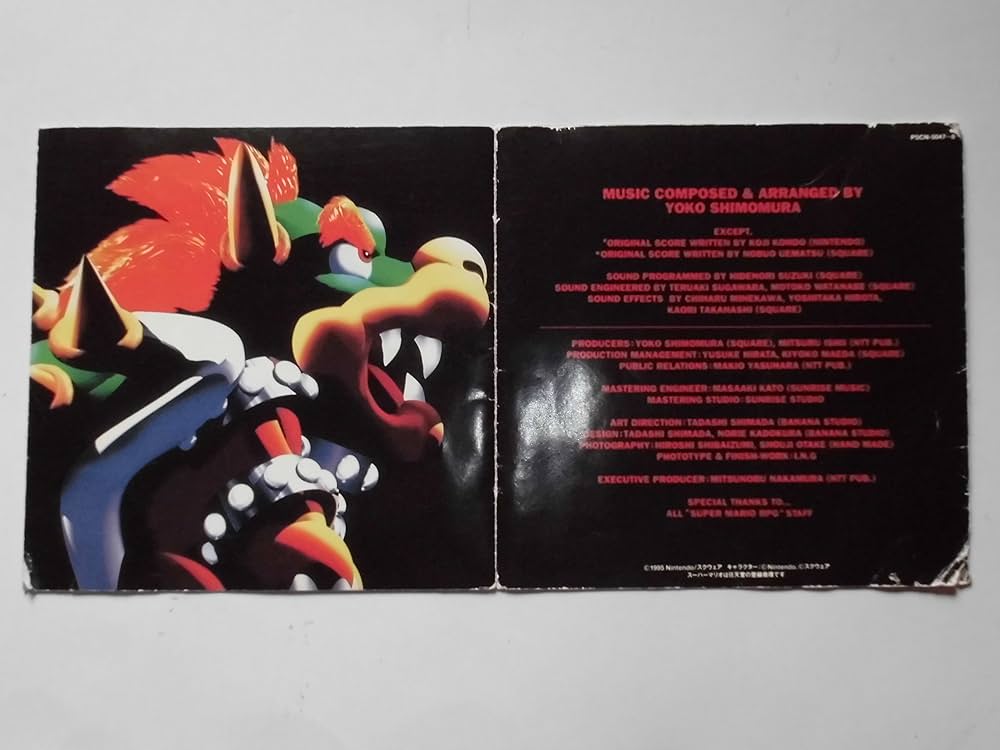 PSCN-5047~8
MUSIC COMPOSED & ARRANGED BY
YOKO SHIMOMURA
EXCEPT,
*ORIGINAL SCORE WRITTEN BY KOJI KONDO (NINTENDO)
*ORIGINAL SCORE WRITTEN BY NOBUO UEMATSU (SQUARE)
SOUND PROGRAMMED BY HIDENORI SUZUKI (SQUARE)
SOUND ENGINEERED BY TERUAKI SUGAWARA, MOTOKO WATANABE (SQUARE)
SOUND EFFECTS BY CHIHARU MINEKAWA, YOSHITAKA HIROTA,
KAORI TAKAHASHI (SQUARE)
PRODUCERS: YOKO SHIMOMURA (SQUARE), MITSURU ISHII (NTT PUB.)
PRODUCTION MANAGEMENT: YUSUKE HIRATA, KIYOKO MAEDA (SQUARE)
PUBLIC RELATIONS: MAKIO YASUHARA (NTT PUB.)
MASTERING ENGINEER: MASAAKI KATO (SUNRISE MUSIC)
MASTERING STUDIO: SUNRISE STUDIO
ART DIRECTION: TADASHI SHIMADA (BANANA STUDIO)
DESIGN: TADASHI SHIMADA, NORIE KADOKURA (BANANA STUDIO)
PHOTOGRAPHY: HIROSHI SHIBAIZUMI, SHOUJI OTAKE (HAND MADE)
PHOTOTYPE & FINISH-WORK: I.N.G
EXECUTIVE PRODUCER: MITSUNOBU NAKAMURA (NTT PUB.)
SPECIAL THANKS TO...
ALL "SUPER MARIO RPG" STAFF
©1995 Nintendo/スクウェア キャラクター:©Nintendo, ©スクウェア
スーパーマリオは任天堂の登録商標です